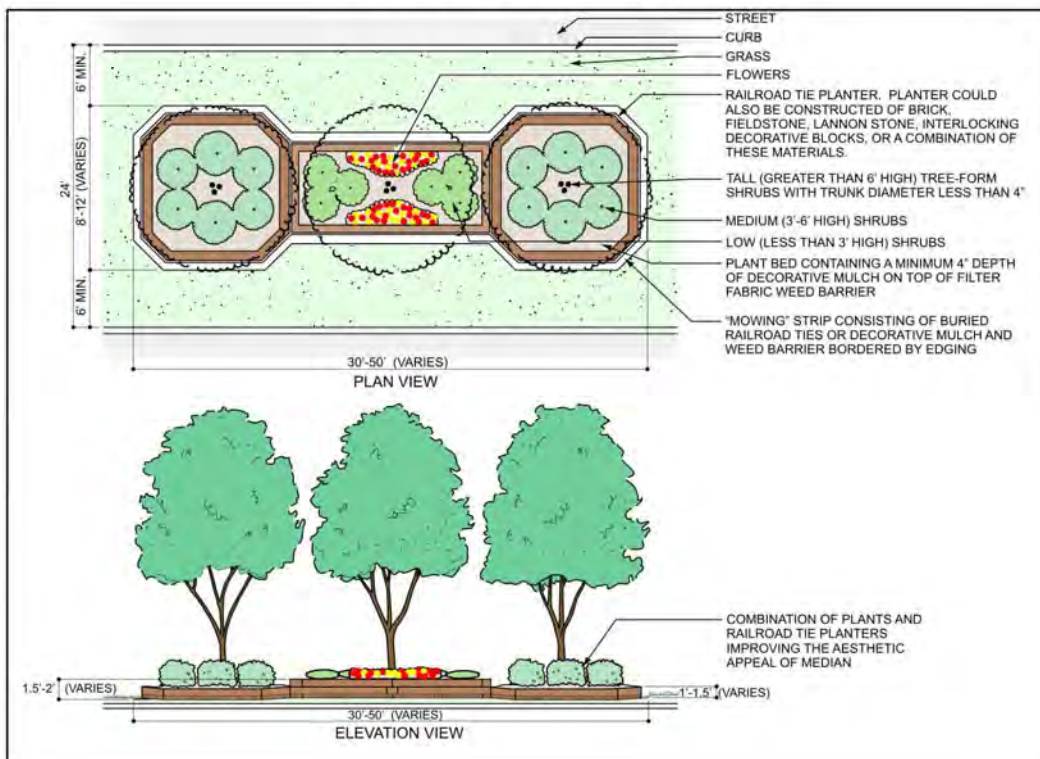 STREET
CURB
GRASS
FLOWERS
RAILROAD TIE PLANTER. PLANTER COULD
ALSO BE CONSTRUCTED OF BRICK,
FIELDSTONE, LANNON STONE, INTERLOCKING
DECORATIVE BLOCKS, OR A COMBINATION OF
THESE MATERIALS.
TALL (GREATER THAN 6' HIGH) TREE-FORM
SHRUBS WITH TRUNK DIAMETER LESS THAN 4"
MEDIUM (3'-6' HIGH) SHRUBS
LOW (LESS THAN 3' HIGH) SHRUBS
PLANT BED CONTAINING A MINIMUM 4" DEPTH
OF DECORATIVE MULCH ON TOP OF FILTER
FABRIC WEED BARRIER
"MOWING" STRIP CONSISTING OF BURIED
RAILROAD TIES OR DECORATIVE MULCH AND
WEED BARRIER BORDERED BY EDGING
6' MIN.
24'
8'-12' (VARIES)
6' MIN.
30'-50' (VARIES)
PLAN VIEW
COMBINATION OF PLANTS AND
RAILROAD TIE PLANTERS
IMPROVING THE AESTHETIC
APPEAL OF MEDIAN
1.5'-2' (VARIES)
1'-1.5' (VARIES)
30'-50' (VARIES)
ELEVATION VIEW